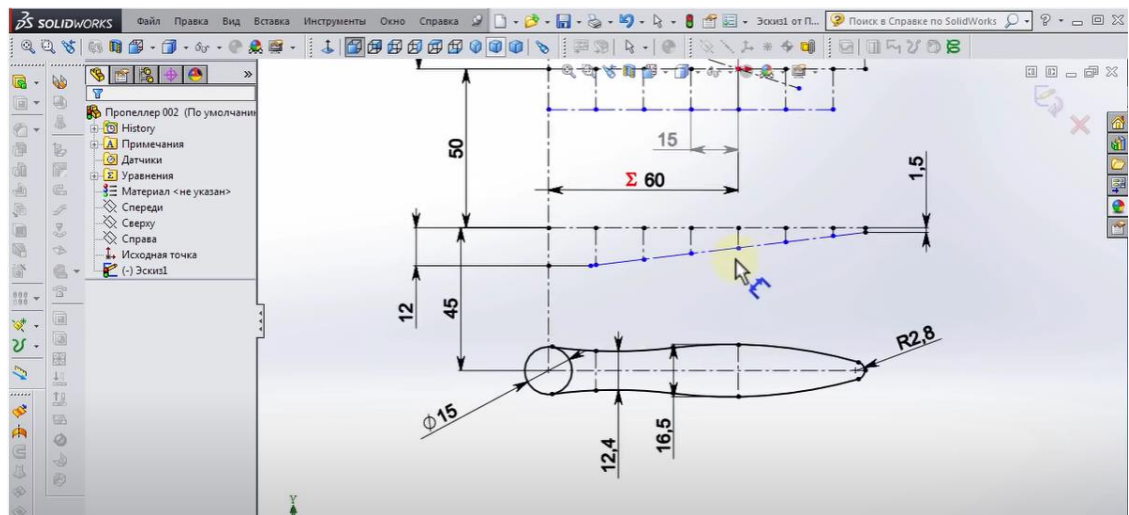 SOLIDWORKS Файл Правка Вид Вставка Инструменты Окно Справка Эскиз1 от П... Поиск в Справке по SolidWorks
Пропеллер 002 (По умолчани
History
Примечания
Датчики
Уравнения
Материал <не указан>
Спереди
Сверху
Справа
Исходная точка
(-) Эскиз1
15
50
Σ 60
1,5
12
45
R2,8
Ø15
12,4
16,5
Y